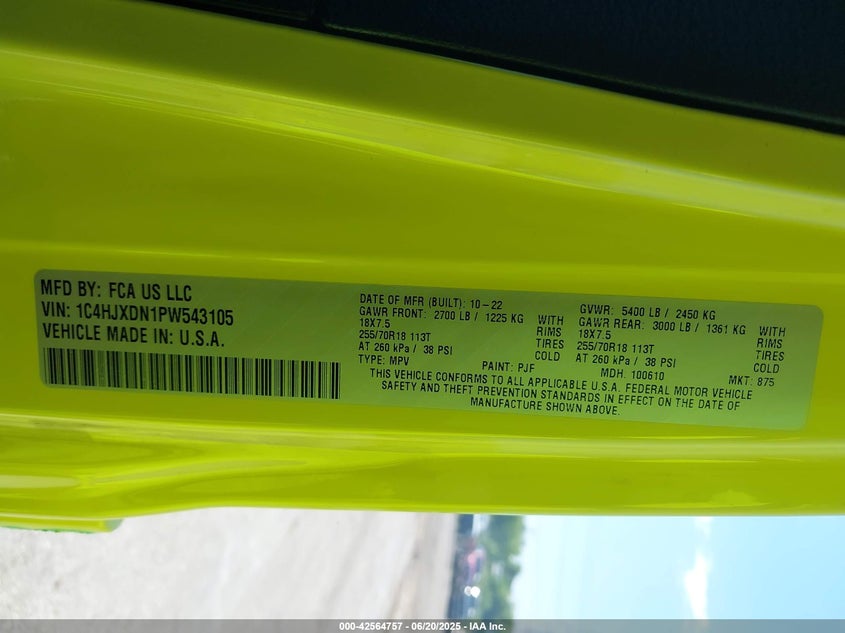 MFD BY: FCA US LLC
VIN: 1C4HJXDN1PW543105
VEHICLE MADE IN: U.S.A.
DATE OF MFR (BUILT): 10-22
GAWR FRONT: 2700 LB / 1225 KG WITH
18X7.5 RIMS
255/70R18 113T TIRES
AT 260 kPa / 38 PSI COLD
TYPE: MPV
PAINT: PJF
GVWR: 5400 LB / 2450 KG
GAWR REAR: 3000 LB / 1361 KG WITH
18X7.5 RIMS
255/70R18 113T TIRES
AT 260 kPa / 38 PSI COLD
MDH: 100610
MKT: 875
THIS VEHICLE CONFORMS TO ALL APPLICABLE U.S.A. FEDERAL MOTOR VEHICLE
SAFETY AND THEFT PREVENTION STANDARDS IN EFFECT ON THE DATE OF
MANUFACTURE SHOWN ABOVE.
000-42564757 - 06/20/2025 - IAA Inc.